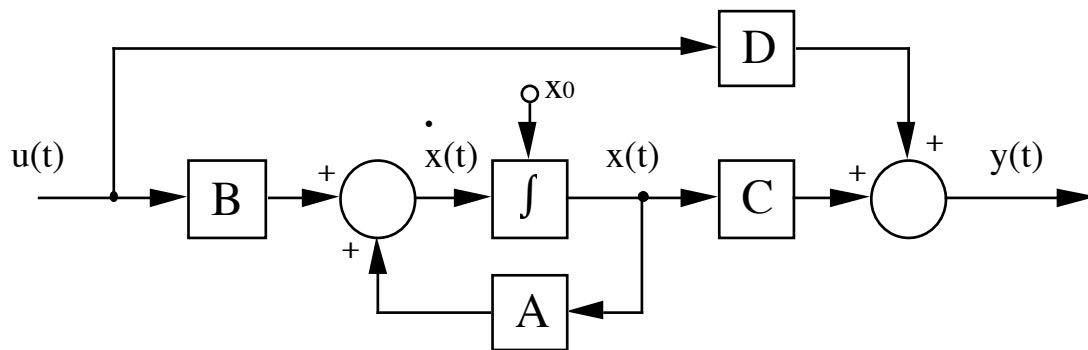 D
x0
u(t)
ẋ(t)
x(t)
+
y(t)
B
+
∫
C
+
+
A